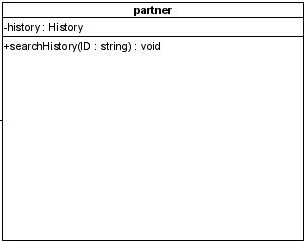 partner
-history : History
+searchHistory(ID : string) : void